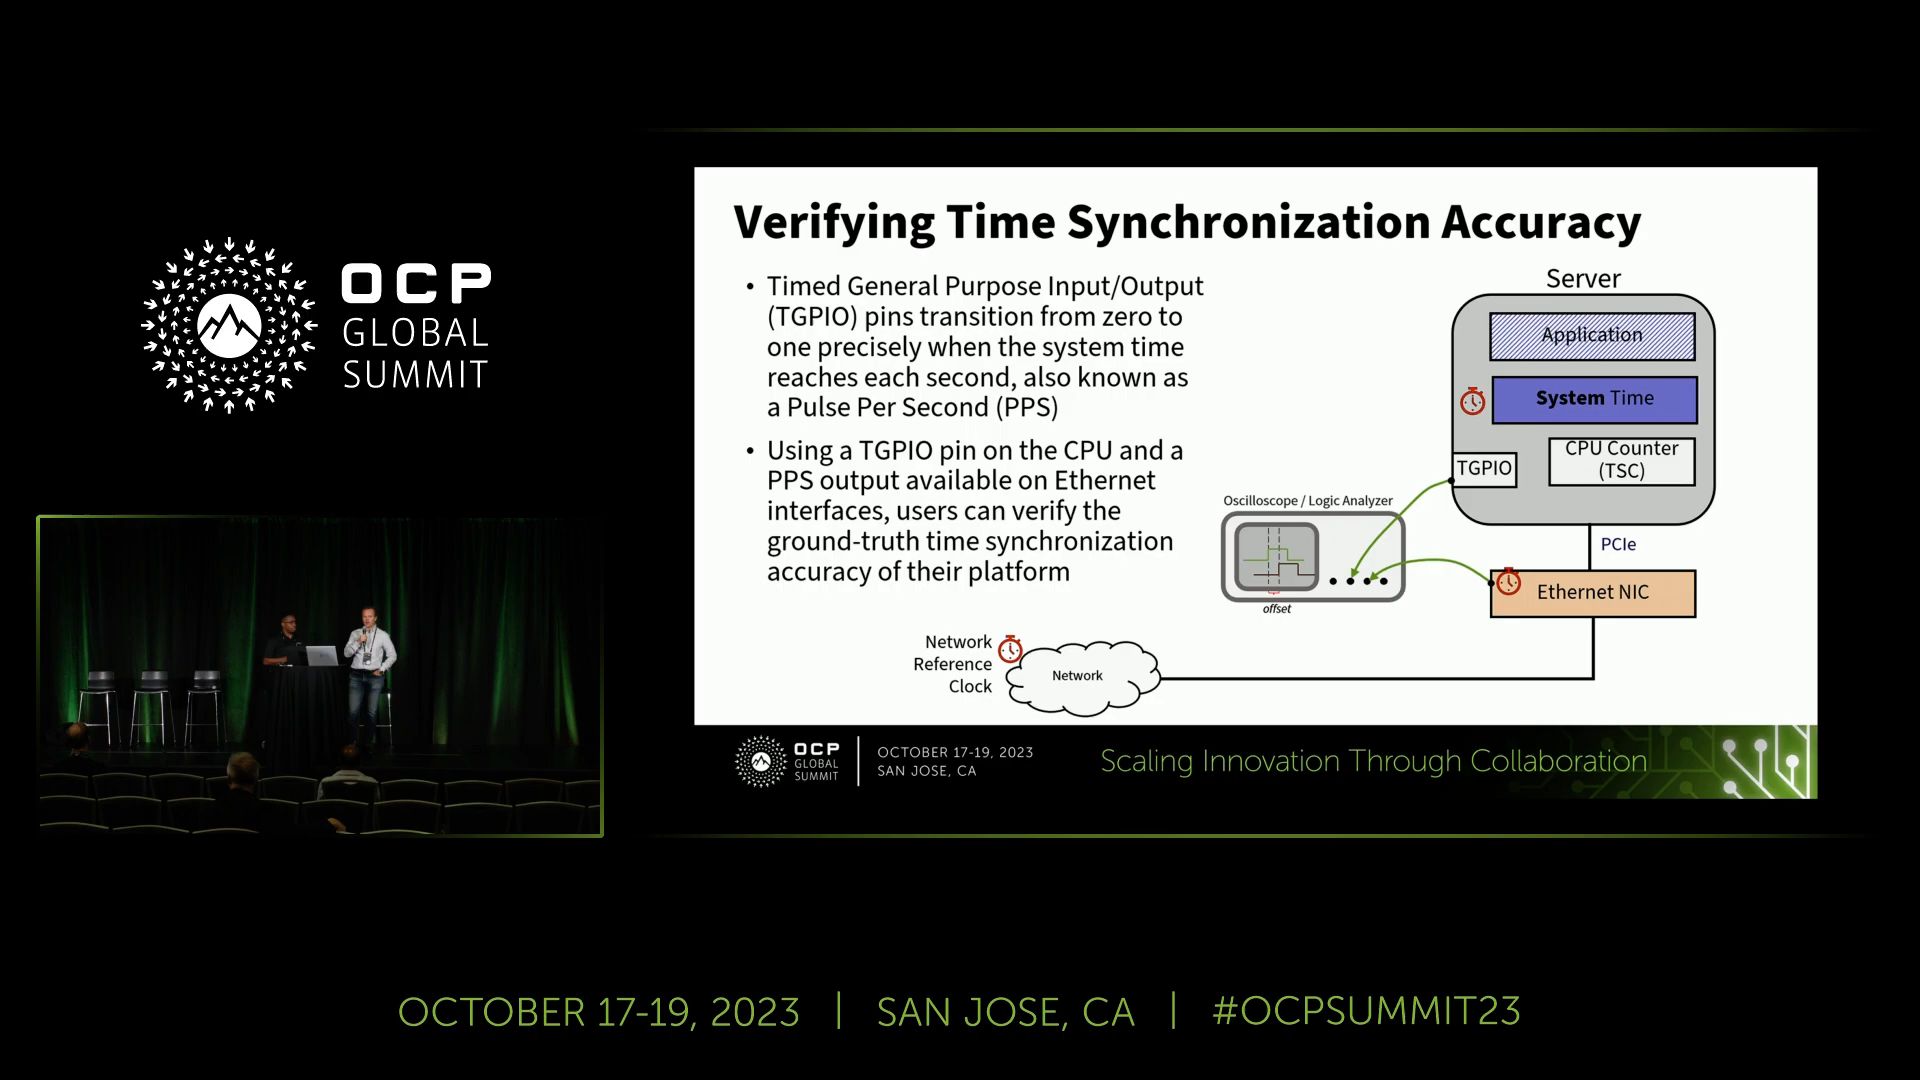 OCP
GLOBAL
SUMMIT
Verifying Time Synchronization Accuracy
• Timed General Purpose Input/Output
(TGPIO) pins transition from zero to
one precisely when the system time
reaches each second, also known as
a Pulse Per Second (PPS)
• Using a TGPIO pin on the CPU and a
PPS output available on Ethernet
interfaces, users can verify the
ground-truth time synchronization
accuracy of their platform
Server
Application
System Time
CPU Counter
(TSC)
TGPIO
Oscilloscope / Logic Analyzer
offset
PCIe
Ethernet NIC
Network
Reference
Clock
Network
OCP
GLOBAL
SUMMIT
OCTOBER 17-19, 2023
SAN JOSE, CA
Scaling Innovation Through Collaboration
OCTOBER 17-19, 2023 | SAN JOSE, CA | #OCPSUMMIT23